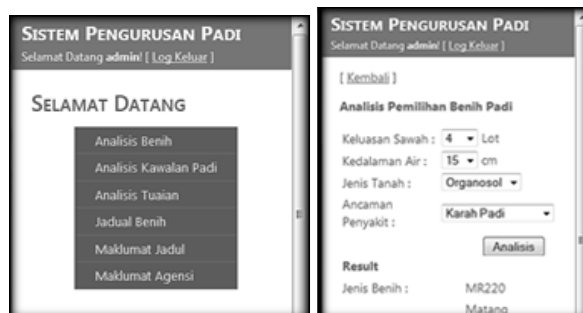 SISTEM PENGURUSAN PADI
Selamat Datang admin! [ Log Keluar ]
SELAMAT DATANG
Analisis Benih
Analisis Kawalan Padi
Analisis Tuaian
Jadual Benih
Maklumat Jadul
Maklumat Agensi
SISTEM PENGURUSAN PADI
Selamat Datang admin! [ Log Keluar ]
[ Kembali ]
Analisis Pemilihan Benih Padi
Keluasan Sawah : 4 Lot
Kedalaman Air : 15 cm
Jenis Tanah : Organosol
Ancaman
Penyakit : Karah Padi
Analisis
Result
Jenis Benih : MR220
Matang